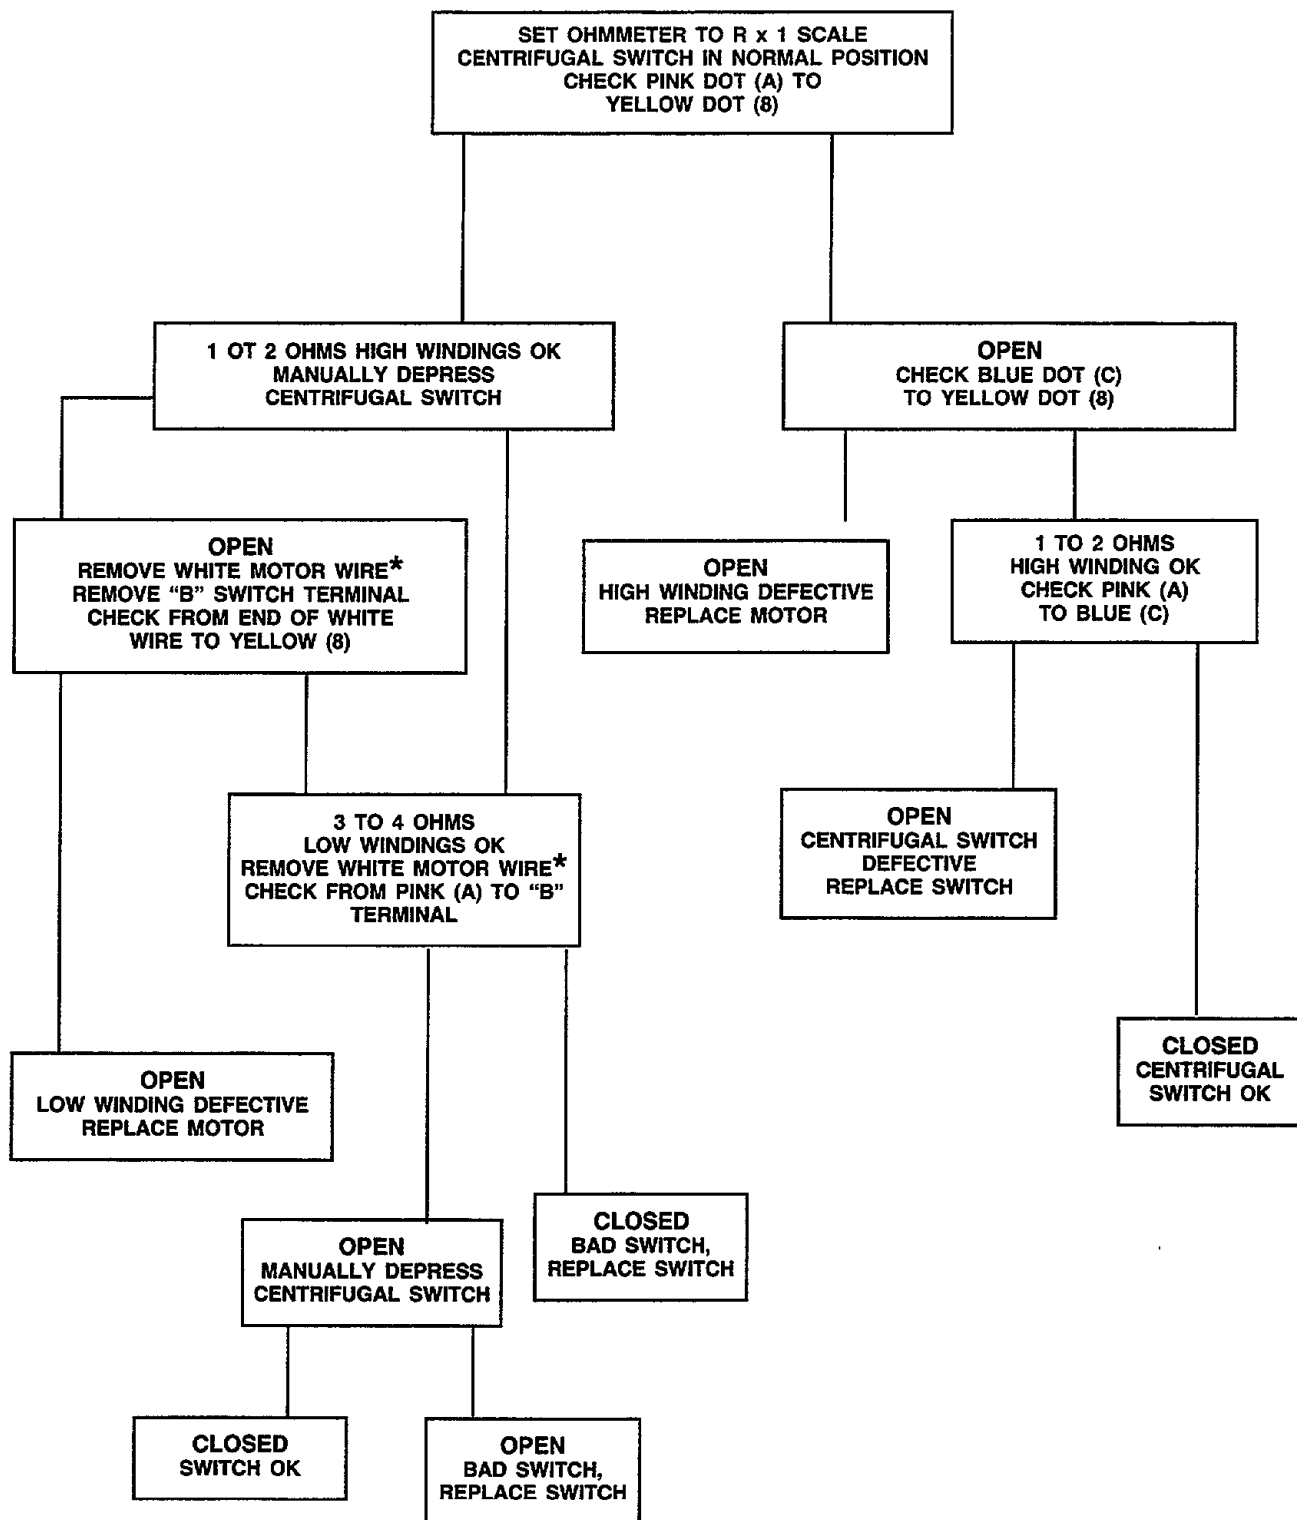 SET OHMMETER TO R x 1 SCALE
CENTRIFUGAL SWITCH IN NORMAL POSITION
CHECK PINK DOT (A) TO
YELLOW DOT (8)
1 OT 2 OHMS HIGH WINDINGS OK
MANUALLY DEPRESS
CENTRIFUGAL SWITCH
OPEN
CHECK BLUE DOT (C)
TO YELLOW DOT (8)
OPEN
REMOVE WHITE MOTOR WIRE*
REMOVE “B” SWITCH TERMINAL
CHECK FROM END OF WHITE
WIRE TO YELLOW (8)
OPEN
HIGH WINDING DEFECTIVE
REPLACE MOTOR
1 TO 2 OHMS
HIGH WINDING OK
CHECK PINK (A)
TO BLUE (C)
3 TO 4 OHMS
LOW WINDINGS OK
REMOVE WHITE MOTOR WIRE*
CHECK FROM PINK (A) TO “B”
TERMINAL
OPEN
CENTRIFUGAL SWITCH
DEFECTIVE
REPLACE SWITCH
OPEN
LOW WINDING DEFECTIVE
REPLACE MOTOR
CLOSED
CENTRIFUGAL
SWITCH OK
OPEN
MANUALLY DEPRESS
CENTRIFUGAL SWITCH
CLOSED
BAD SWITCH,
REPLACE SWITCH
CLOSED
SWITCH OK
OPEN
BAD SWITCH,
REPLACE SWITCH